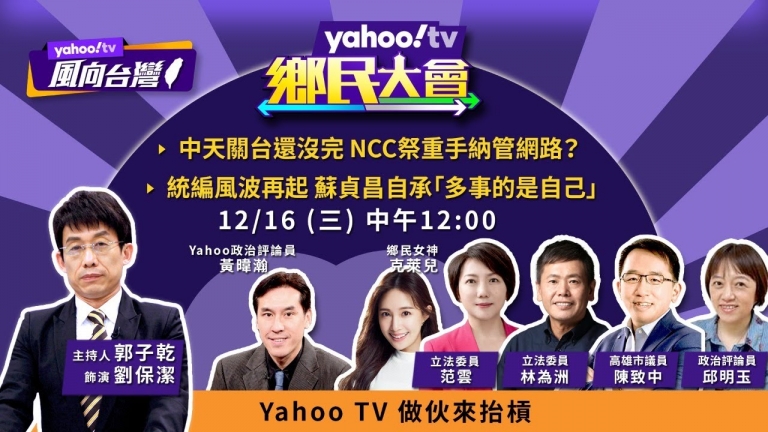 yahoo!tv
風向台灣
yahoo!tv
鄉民大會
中天關台還沒完 NCC祭重手納管網路?
統編風波再起 蘇貞昌自承「多事的是自己」
12/16 (三) 中午12:00
Yahoo政治評論員
黃暐瀚
鄉民女神
克萊兒
主持人 郭子乾
飾演 劉保潔
立法委員
范雲
立法委員
林為洲
高雄市議員
陳致中
政治評論員
邱明玉
Yahoo TV 做伙來抬槓